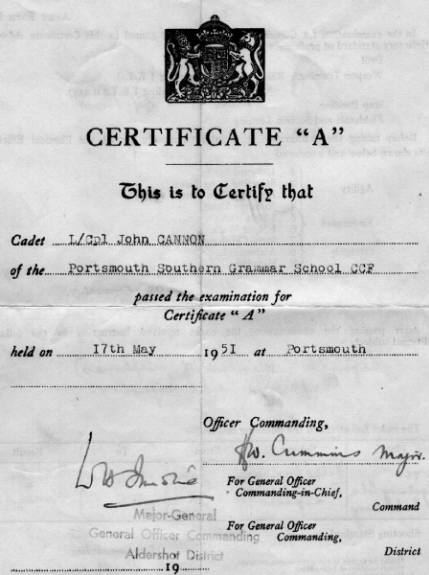 CERTIFICATE "A"
This is to Certify that
Cadet L/Cpl John CANNON
of the Portsmouth Southern Grammar School CCF
passed the examination for
Certificate "A"
held on 17th May 1951 at Portsmouth
Officer Commanding,
Cummins Major.
For General Officer
Commanding-in-Chief,
Command
Major-General
General Officer Commanding
Aldershot District
For General Officer
Commanding,
District
19